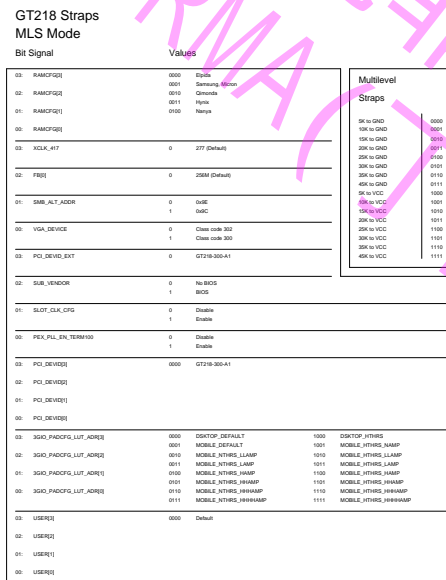 GT218 Straps
MLS Mode
Bit Signal Values
03: RAMCFG[3] 0000 Elpida
0001 Samsung, Micron
02: RAMCFG[2] 0010 Qimonda
0011 Hynix
01: RAMCFG[1] 0100 Nanya
00: RAMCFG[0]
03: XCLK_417 0 277 (Default)
02: FB[0] 0 256M (Default)
01: SMB_ALT_ADDR 0 0x9E
1 0x9C
00: VGA_DEVICE 0 Class code 302
1 Class code 300
03: PCI_DEVID_EXT 0 GT218-300-A1
02: SUB_VENDOR 0 No BIOS
1 BIOS
01: SLOT_CLK_CFG 0 Disable
1 Enable
00: PEX_PLL_EN_TERM100 0 Disable
1 Enable
03: PCI_DEVID[3] 0000 GT218-300-A1
02: PCI_DEVID[2]
01: PCI_DEVID[1]
00: PCI_DEVID[0]
03: 3GIO_PADCFG_LUT_ADR[3] 0000 DSKTOP_DEFAULT 1000 DSKTOP_HTHRS
0001 MOBILE_DEFAULT 1001 MOBILE_HTHRS_NAMP
02: 3GIO_PADCFG_LUT_ADR[2] 0010 MOBILE_NTHRS_LLAMP 1010 MOBILE_HTHRS_LLAMP
0011 MOBILE_NTHRS_LAMP 1011 MOBILE_HTHRS_LAMP
01: 3GIO_PADCFG_LUT_ADR[1] 0100 MOBILE_NTHRS_HAMP 1100 MOBILE_HTHRS_HAMP
0101 MOBILE_NTHRS_HHAMP 1101 MOBILE_HTHRS_HHAMP
00: 3GIO_PADCFG_LUT_ADR[0] 0110 MOBILE_NTHRS_HHHAMP 1110 MOBILE_HTHRS_HHHAMP
0111 MOBILE_NTHRS_HHHHAMP 1111 MOBILE_HTHRS_HHHHAMP
03: USER[3] 0000 Default
02: USER[2]
01: USER[1]
00: USER[0]
Multilevel
Straps
5K to GND 0000
10K to GND 0001
15K to GND 0010
20K to GND 0011
25K to GND 0100
30K to GND 0101
35K to GND 0110
45K to GND 0111
5K to VCC 1000
10K to VCC 1001
15K to VCC 1010
20K to VCC 1011
25K to VCC 1100
30K to VCC 1101
35K to VCC 1110
45K to VCC 1111